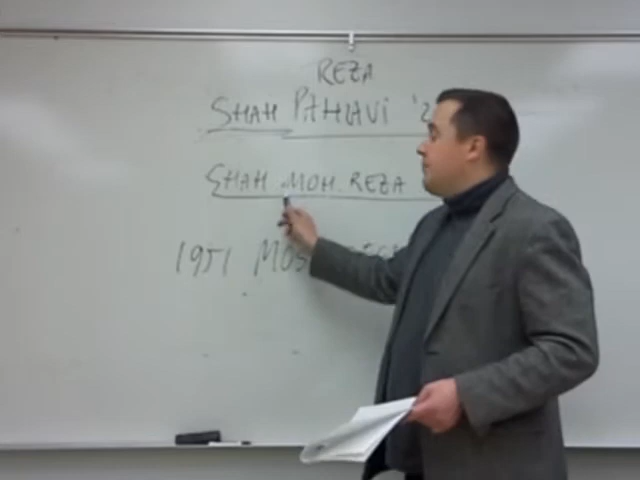 REZA
SHAH PAHLAVI '2
SHAH MOH. REZA
1951 MOS